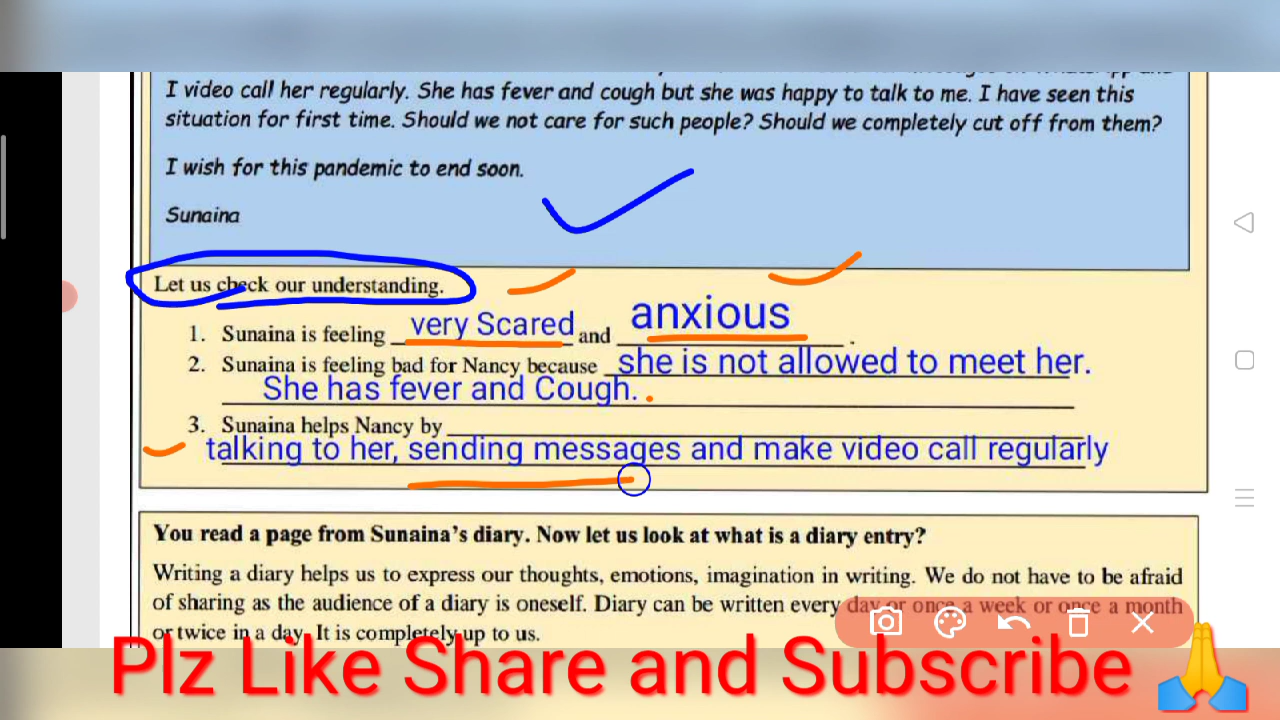 I video call her regularly. She has fever and cough but she was happy to talk to me. I have seen this
situation for first time. Should we not care for such people? Should we completely cut off from them?
I wish for this pandemic to end soon.
Sunaina
Let us check our understanding.
1. Sunaina is feeling very Scared and anxious.
2. Sunaina is feeling bad for Nancy because she is not allowed to meet her.
She has fever and Cough. .
3. Sunaina helps Nancy by
talking to her, sending messages and make video call regularly
You read a page from Sunaina's diary. Now let us look at what is a diary entry?
Writing a diary helps us to express our thoughts, emotions, imagination in writing. We do not have to be afraid
of sharing as the audience of a diary is oneself. Diary can be written every day or once a week or once a month
or twice in a day. It is completely up to us.
Plz Like Share and Subscribe 🙏